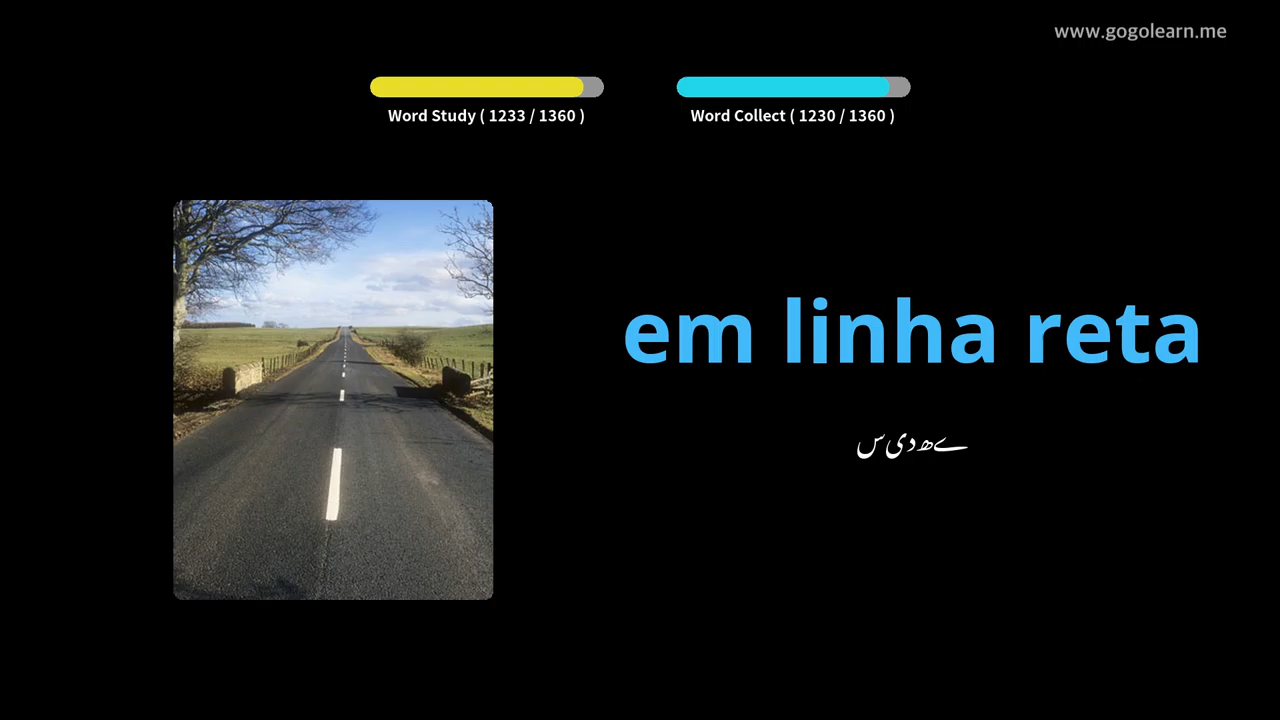 www.gogolearn.me
Word Study ( 1233 / 1360 )
Word Collect ( 1230 / 1360 )
em linha reta
سیدھے